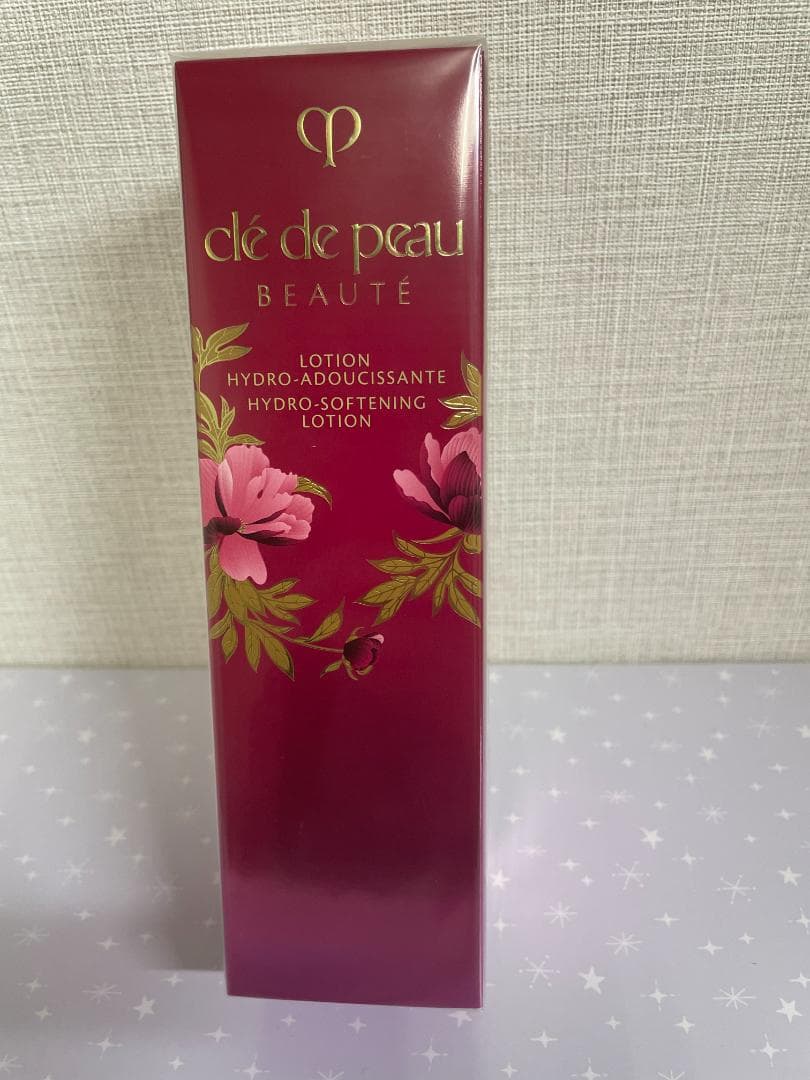 clé de peau
BEAUTÉ
LOTION
HYDRO-ADOUCISSANTE
HYDRO-SOFTENING
LOTION